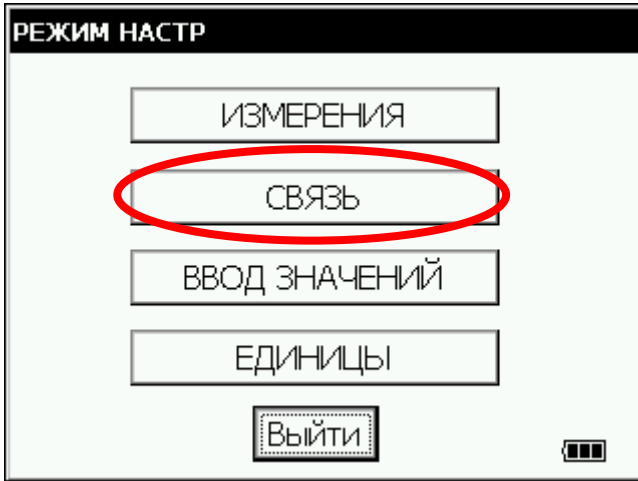 РЕЖИМ НАСТР
ИЗМЕРЕНИЯ
СВЯЗЬ
ВВОД ЗНАЧЕНИЙ
ЕДИНИЦЫ
Выйти